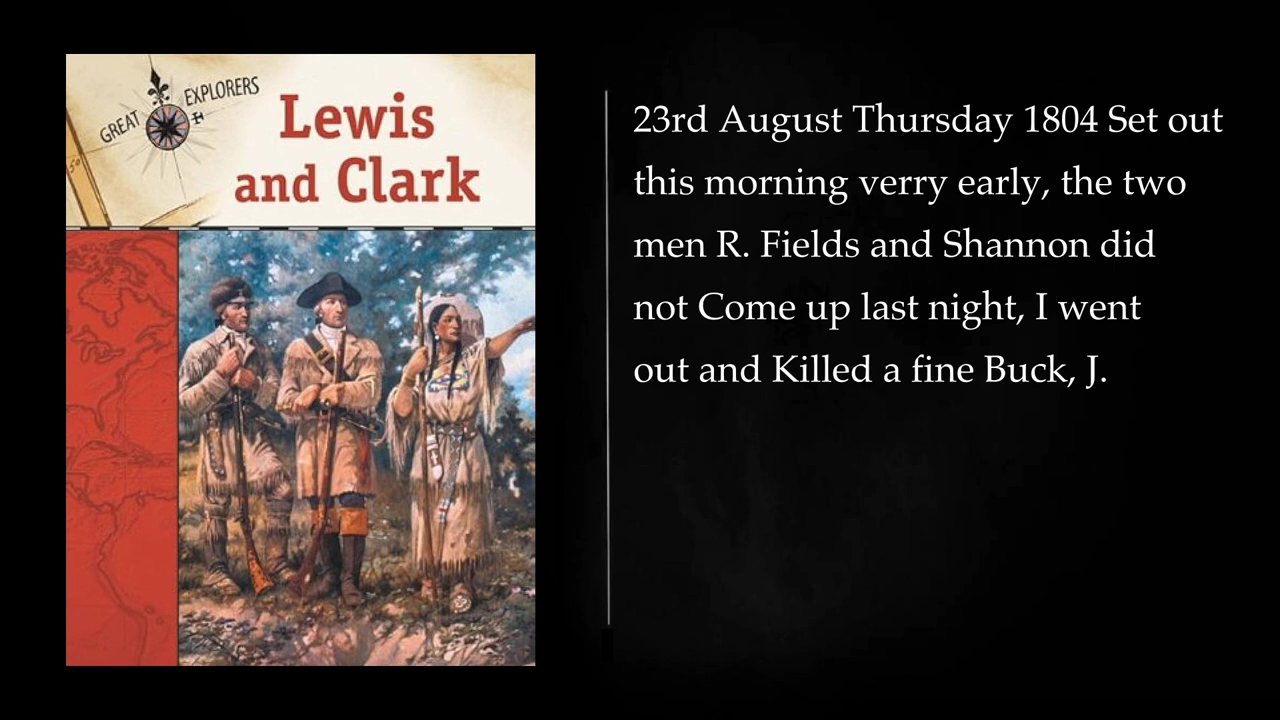 GREAT EXPLORERS
Lewis
and Clark
23rd August Thursday 1804 Set out
this morning verry early, the two
men R. Fields and Shannon did
not Come up last night, I went
out and Killed a fine Buck, J.